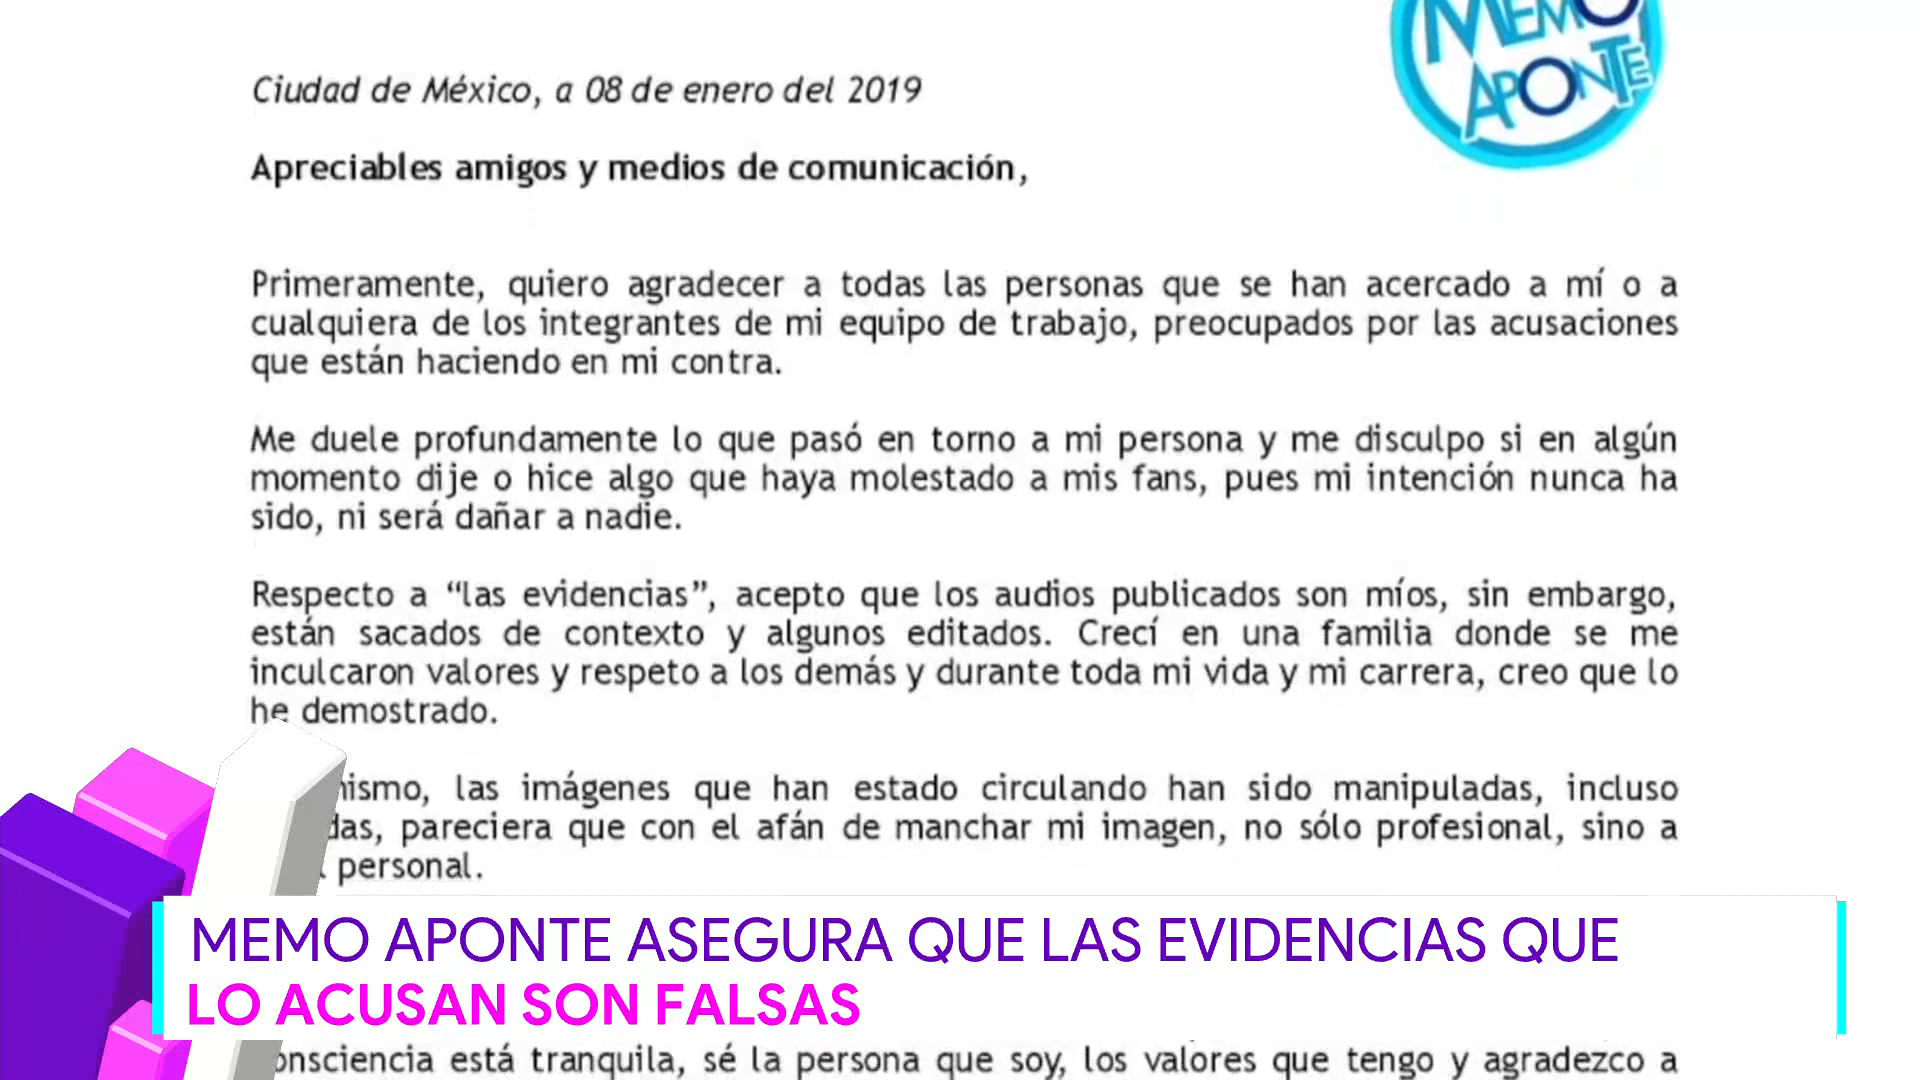 MEMO
APONTE
Ciudad de México, a 08 de enero del 2019
Apreciables amigos y medios de comunicación,
Primeramente, quiero agradecer a todas las personas que se han acercado a mí o a
cualquiera de los integrantes de mi equipo de trabajo, preocupados por las acusaciones
que están haciendo en mi contra.
Me duele profundamente lo que pasó en torno a mi persona y me disculpo si en algún
momento dije o hice algo que haya molestado a mis fans, pues mi intención nunca ha
sido, ni será dañar a nadie.
Respecto a “las evidencias”, acepto que los audios publicados son míos, sin embargo,
están sacados de contexto y algunos editados. Crecí en una familia donde se me
inculcaron valores y respeto a los demás y durante toda mi vida y mi carrera, creo que lo
he demostrado.
las imágenes que han estado circulando han sido manipuladas, incluso
pareciera que con el afán de manchar mi imagen, no sólo profesional, sino a
personal.
MEMO APONTE ASEGURA QUE LAS EVIDENCIAS QUE
LO ACUSAN SON FALSAS
está tranquila, sé la persona que soy, los valores que tengo y agradezco a